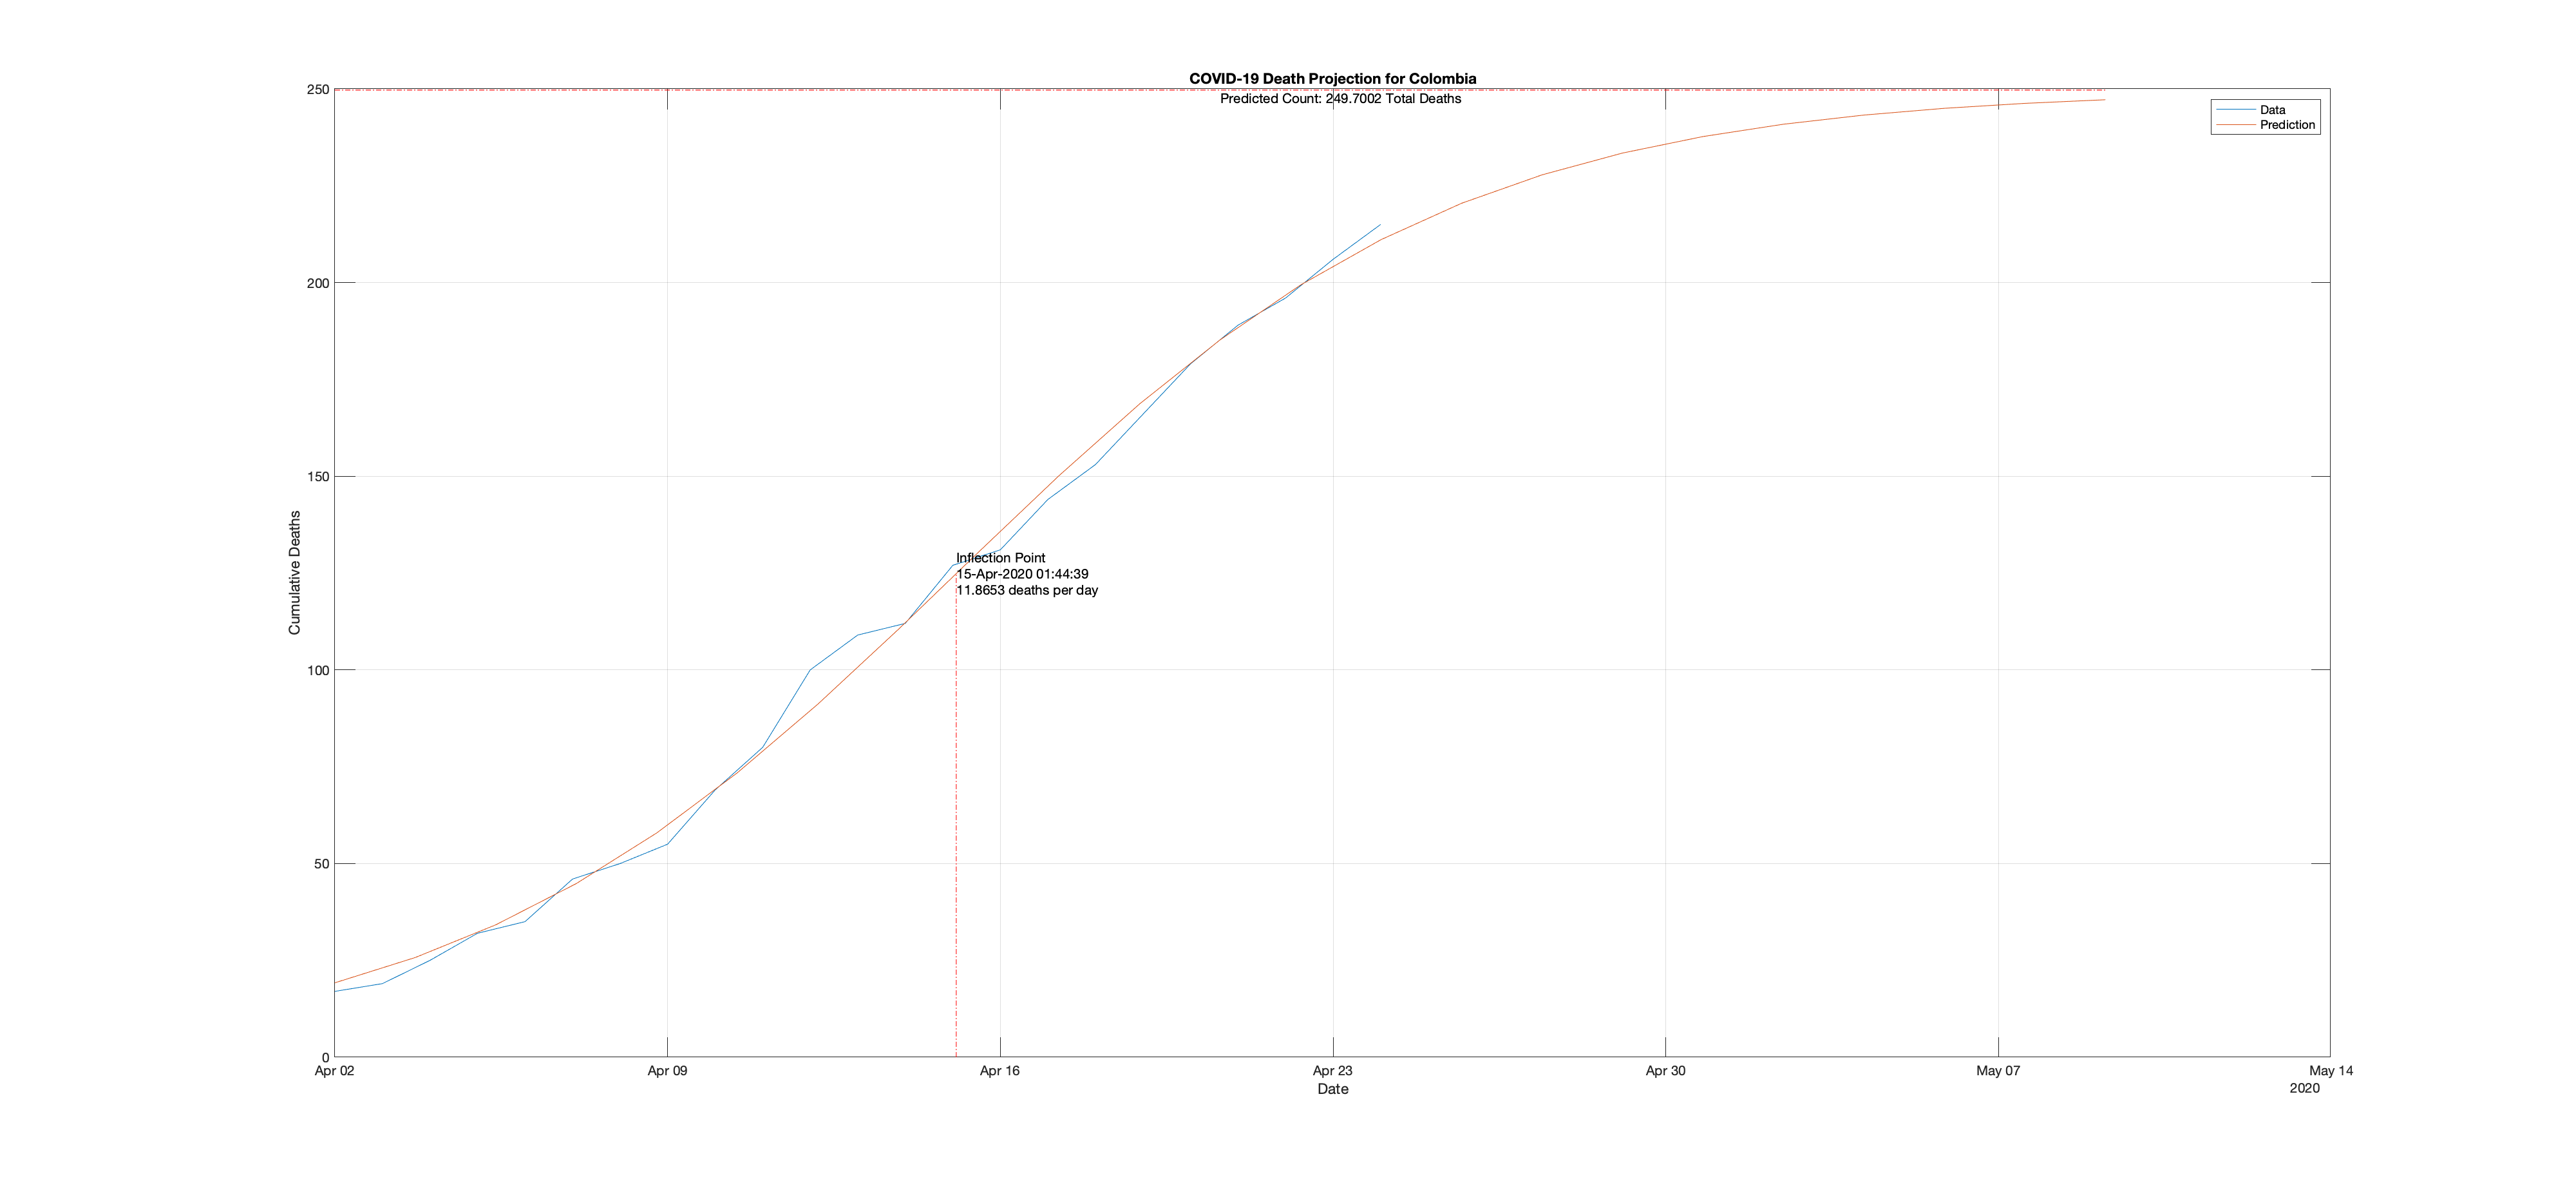 COVID-19 Death Projection for Colombia
Predicted Count: 249.7002 Total Deaths
Data
Prediction
250
200
150
100
50
0
Cumulative Deaths
Inflection Point
15-Apr-2020 01:44:39
11.8653 deaths per day
Apr 02 Apr 09 Apr 16 Apr 23 Apr 30 May 07 May 14
Date
2020